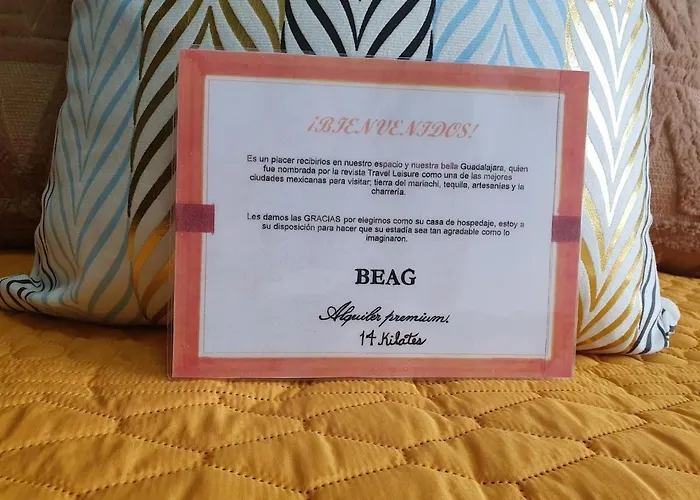 ¡BIENVENIDOS!
Es un placer recibirlos en nuestro espacio y nuestra bella Guadalajara, quien
fue nombrada por la revista Travel Leisure como una de las mejores
ciudades mexicanas para visitar; tierra del mariachi, tequila, artesanías y la
charrería.
Les damos las GRACIAS por elegirnos como su casa de hospedaje, estoy a
su disposición para hacer que su estadía sea tan agradable como lo
imaginaron.
BEAG
Alquiler premium.
14 Kilates